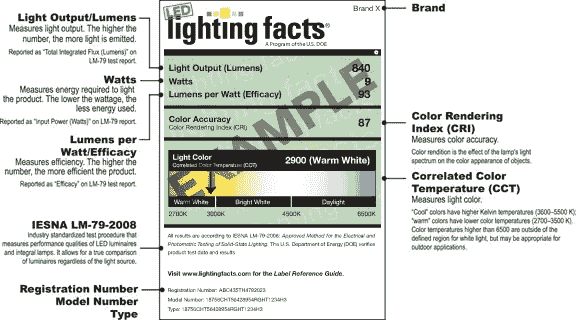 Light Output/Lumens
Measures light output. The higher the
number, the more light is emitted.
Reported as "Total Integrated Flux (Lumens)" on
LM-79 test report.
Watts
Measures energy required to light
the product. The lower the wattage, the
less energy used.
Reported as "Input Power (Watts)" on LM-79 report.
Lumens per
Watt/Efficacy
Measures efficiency. The higher the
number, the more efficient the product.
Reported as "Efficacy" on LM-79 test report.
IESNA LM-79-2008
Industry standardized test procedure that
measures performance qualities of LED luminaires
and integral lamps. It allows for a true comparison
of luminaires regardless of the light source.
Registration Number
Model Number
Type
LED
lighting facts®
A Program of the U.S. DOE
Brand X
Light Output (Lumens) 840
Watts 9
Lumens per Watt (Efficacy) 93
Color Accuracy
Color Rendering Index (CRI) 87
Light Color
Correlated Color Temperature (CCT) 2900 (Warm White)
Warm White Bright White Daylight
2700K 3000K 4500K 6500K
EXAMPLE
All results are according to IESNA LM-79-2008: Approved Method for the Electrical and
Photometric Testing of Solid-State Lighting. The U.S. Department of Energy (DOE) verifies
product test data and results
Visit www.lightingfacts.com for the Label Reference Guide.
Registration Number: ABC435TH4792023
Model Number: 18756CHT56428954RGHT1234H3
Type: 18756CHT56428954RGHT1234H3
Brand
Color Rendering
Index (CRI)
Measures color accuracy.
Color rendition is the effect of the lamp's light
spectrum on the color appearance of objects.
Correlated Color
Temperature (CCT)
Measures light color.
"Cool" colors have higher Kelvin temperatures (3600–5500 K);
"warm" colors have lower color temperatures (2700–3500 K).
Color temperatures higher than 6500 are outside of the
defined region for white light, but may be appropriate for
outdoor applications.